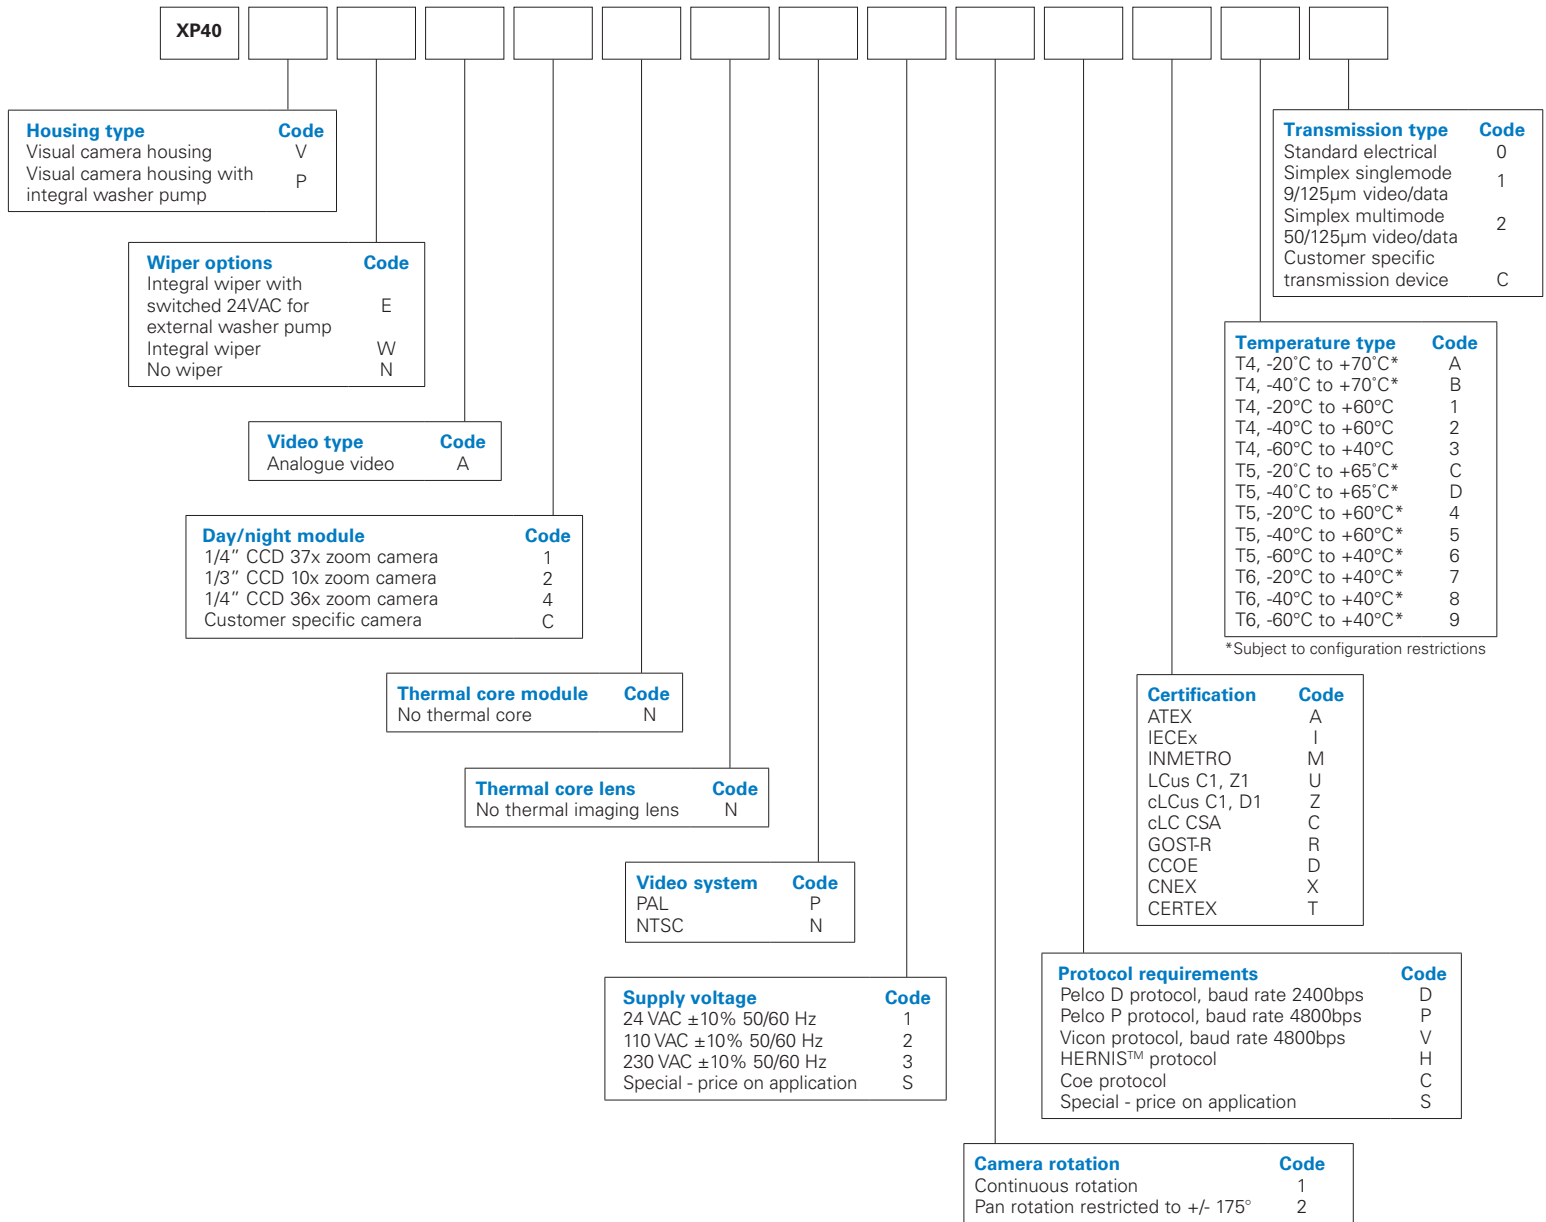 XP40
Housing type Code
Visual camera housing V
Visual camera housing with
integral washer pump P
Wiper options Code
Integral wiper with
switched 24VAC for E
external washer pump
Integral wiper W
No wiper N
Video type Code
Analogue video A
Day/night module Code
1/4” CCD 37x zoom camera 1
1/3” CCD 10x zoom camera 2
1/4” CCD 36x zoom camera 4
Customer specific camera C
Thermal core module Code
No thermal core N
Thermal core lens Code
No thermal imaging lens N
Video system Code
PAL P
NTSC N
Supply voltage Code
24 VAC ±10% 50/60 Hz 1
110 VAC ±10% 50/60 Hz 2
230 VAC ±10% 50/60 Hz 3
Special - price on application S
Camera rotation Code
Continuous rotation 1
Pan rotation restricted to +/- 175° 2
Protocol requirements Code
Pelco D protocol, baud rate 2400bps D
Pelco P protocol, baud rate 4800bps P
Vicon protocol, baud rate 4800bps V
HERNIS™ protocol H
Coe protocol C
Special - price on application S
Certification Code
ATEX A
IECEx I
INMETRO M
LCus C1, Z1 U
cLCus C1, D1 Z
cLC CSA C
GOST-R R
CCOE D
CNEX X
CERTEX T
Temperature type Code
T4, -20˚C to +70˚C* A
T4, -40˚C to +70˚C* B
T4, -20°C to +60°C 1
T4, -40°C to +60°C 2
T4, -60°C to +40°C 3
T5, -20˚C to +65˚C* C
T5, -40˚C to +65˚C* D
T5, -20°C to +60°C* 4
T5, -40°C to +60°C* 5
T5, -60°C to +40°C* 6
T6, -20°C to +40°C* 7
T6, -40°C to +40°C* 8
T6, -60°C to +40°C* 9
*Subject to configuration restrictions
Transmission type Code
Standard electrical 0
Simplex singlemode
9/125µm video/data 1
Simplex multimode
50/125µm video/data 2
Customer specific
transmission device C